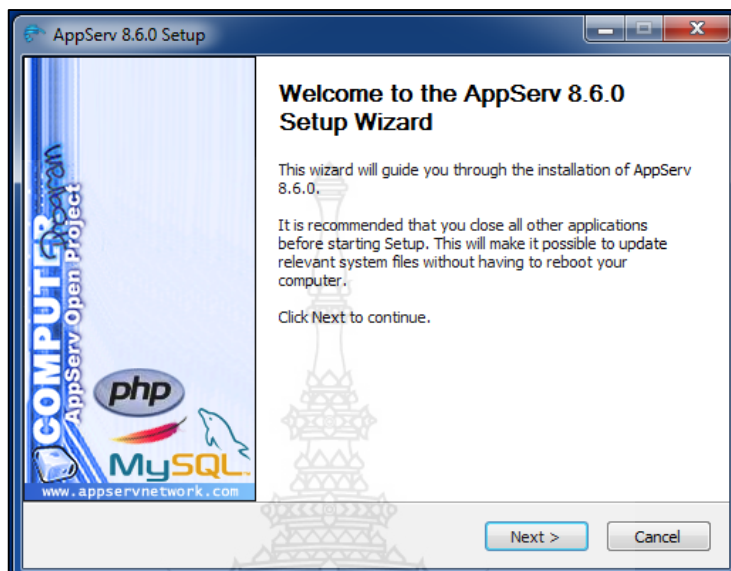 AppServ 8.6.0 Setup
Welcome to the AppServ 8.6.0
Setup Wizard
This wizard will guide you through the installation of AppServ
8.6.0.
It is recommended that you close all other applications
before starting Setup. This will make it possible to update
relevant system files without having to reboot your
computer.
Click Next to continue.
COMPUTER
Program
AppServ Open Project
php
MySQL
www.appservnetwork.com
Next >
Cancel